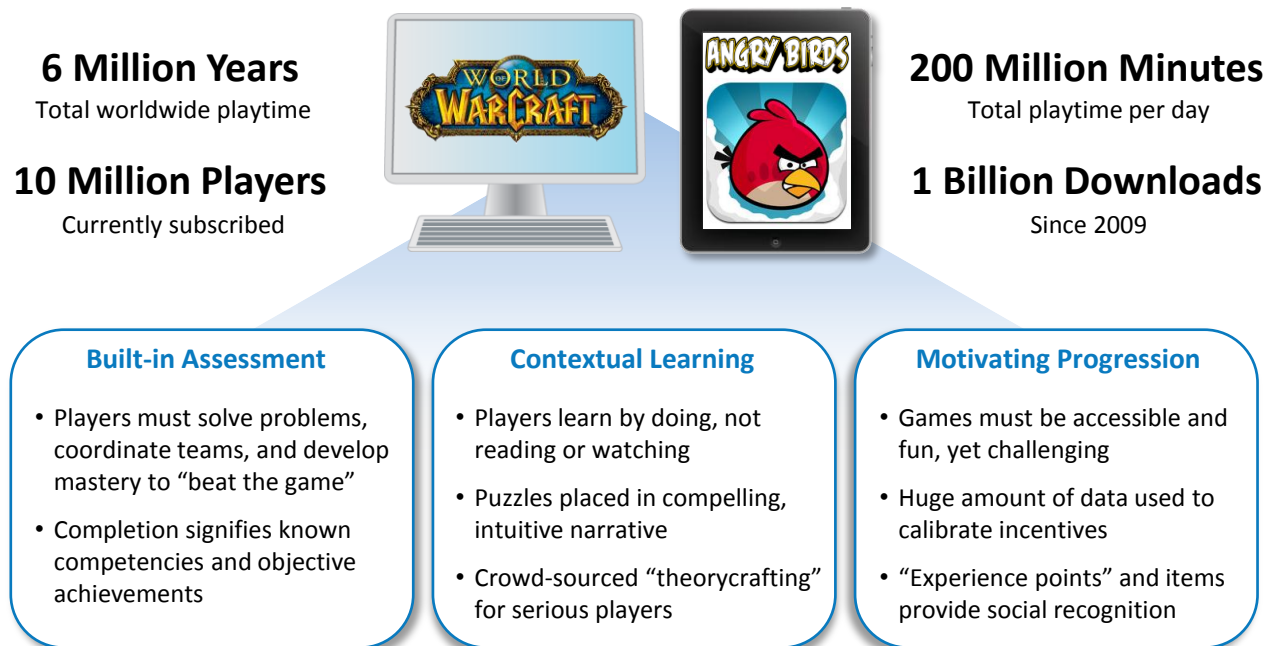 6 Million Years
Total worldwide playtime
10 Million Players
Currently subscribed
WORLD
OF
WARCRAFT
ANGRY BIRDS
200 Million Minutes
Total playtime per day
1 Billion Downloads
Since 2009
Built-in Assessment
• Players must solve problems,
coordinate teams, and develop
mastery to “beat the game”
• Completion signifies known
competencies and objective
achievements
Contextual Learning
• Players learn by doing, not
reading or watching
• Puzzles placed in compelling,
intuitive narrative
• Crowd-sourced “theorycrafting”
for serious players
Motivating Progression
• Games must be accessible and
fun, yet challenging
• Huge amount of data used to
calibrate incentives
• “Experience points” and items
provide social recognition